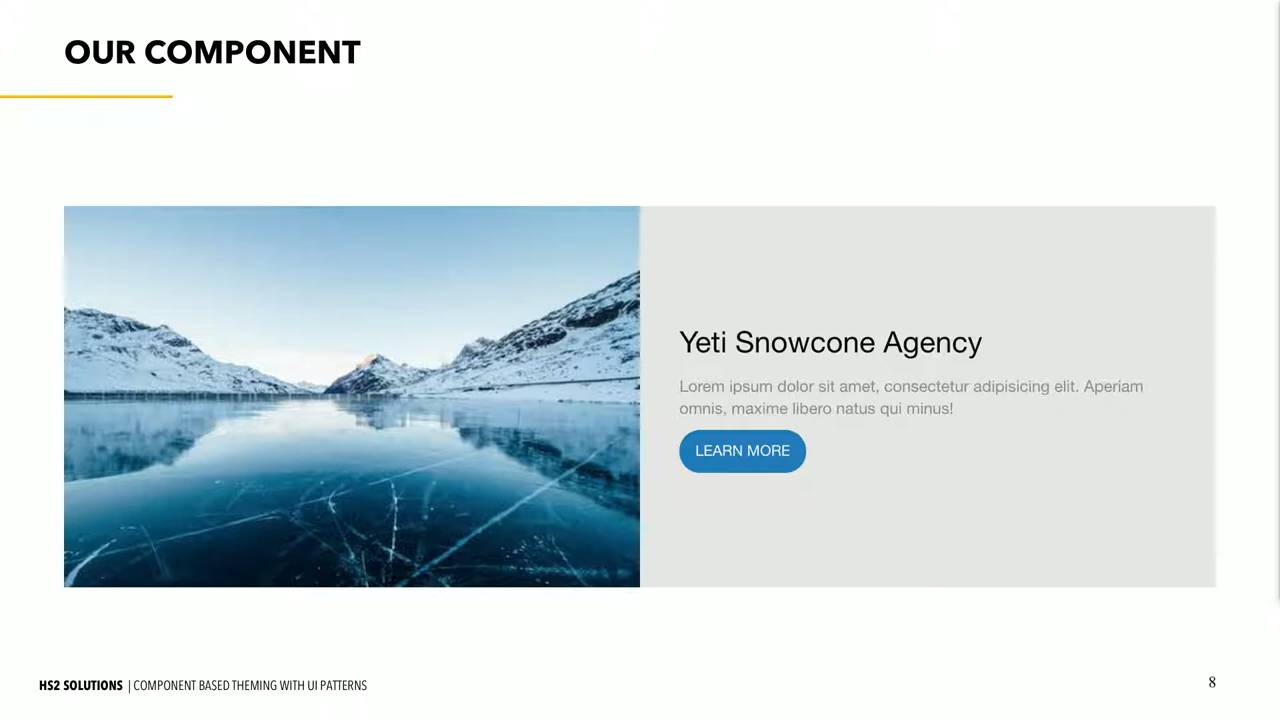 OUR COMPONENT
Yeti Snowcone Agency
Lorem ipsum dolor sit amet, consectetur adipisicing elit. Aperiam
omnis, maxime libero natus qui minus!
LEARN MORE
HS2 SOLUTIONS | COMPONENT BASED THEMING WITH UI PATTERNS
8